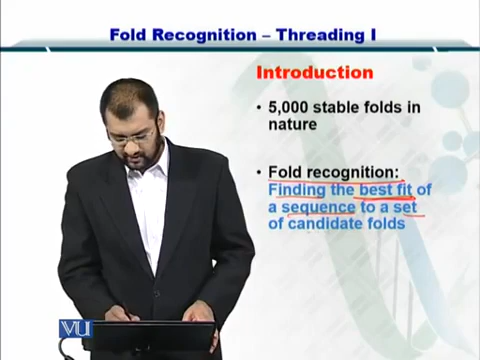 Fold Recognition – Threading I
Introduction
• 5,000 stable folds in
nature
• Fold recognition:
Finding the best fit of
a sequence to a set
of candidate folds
VU